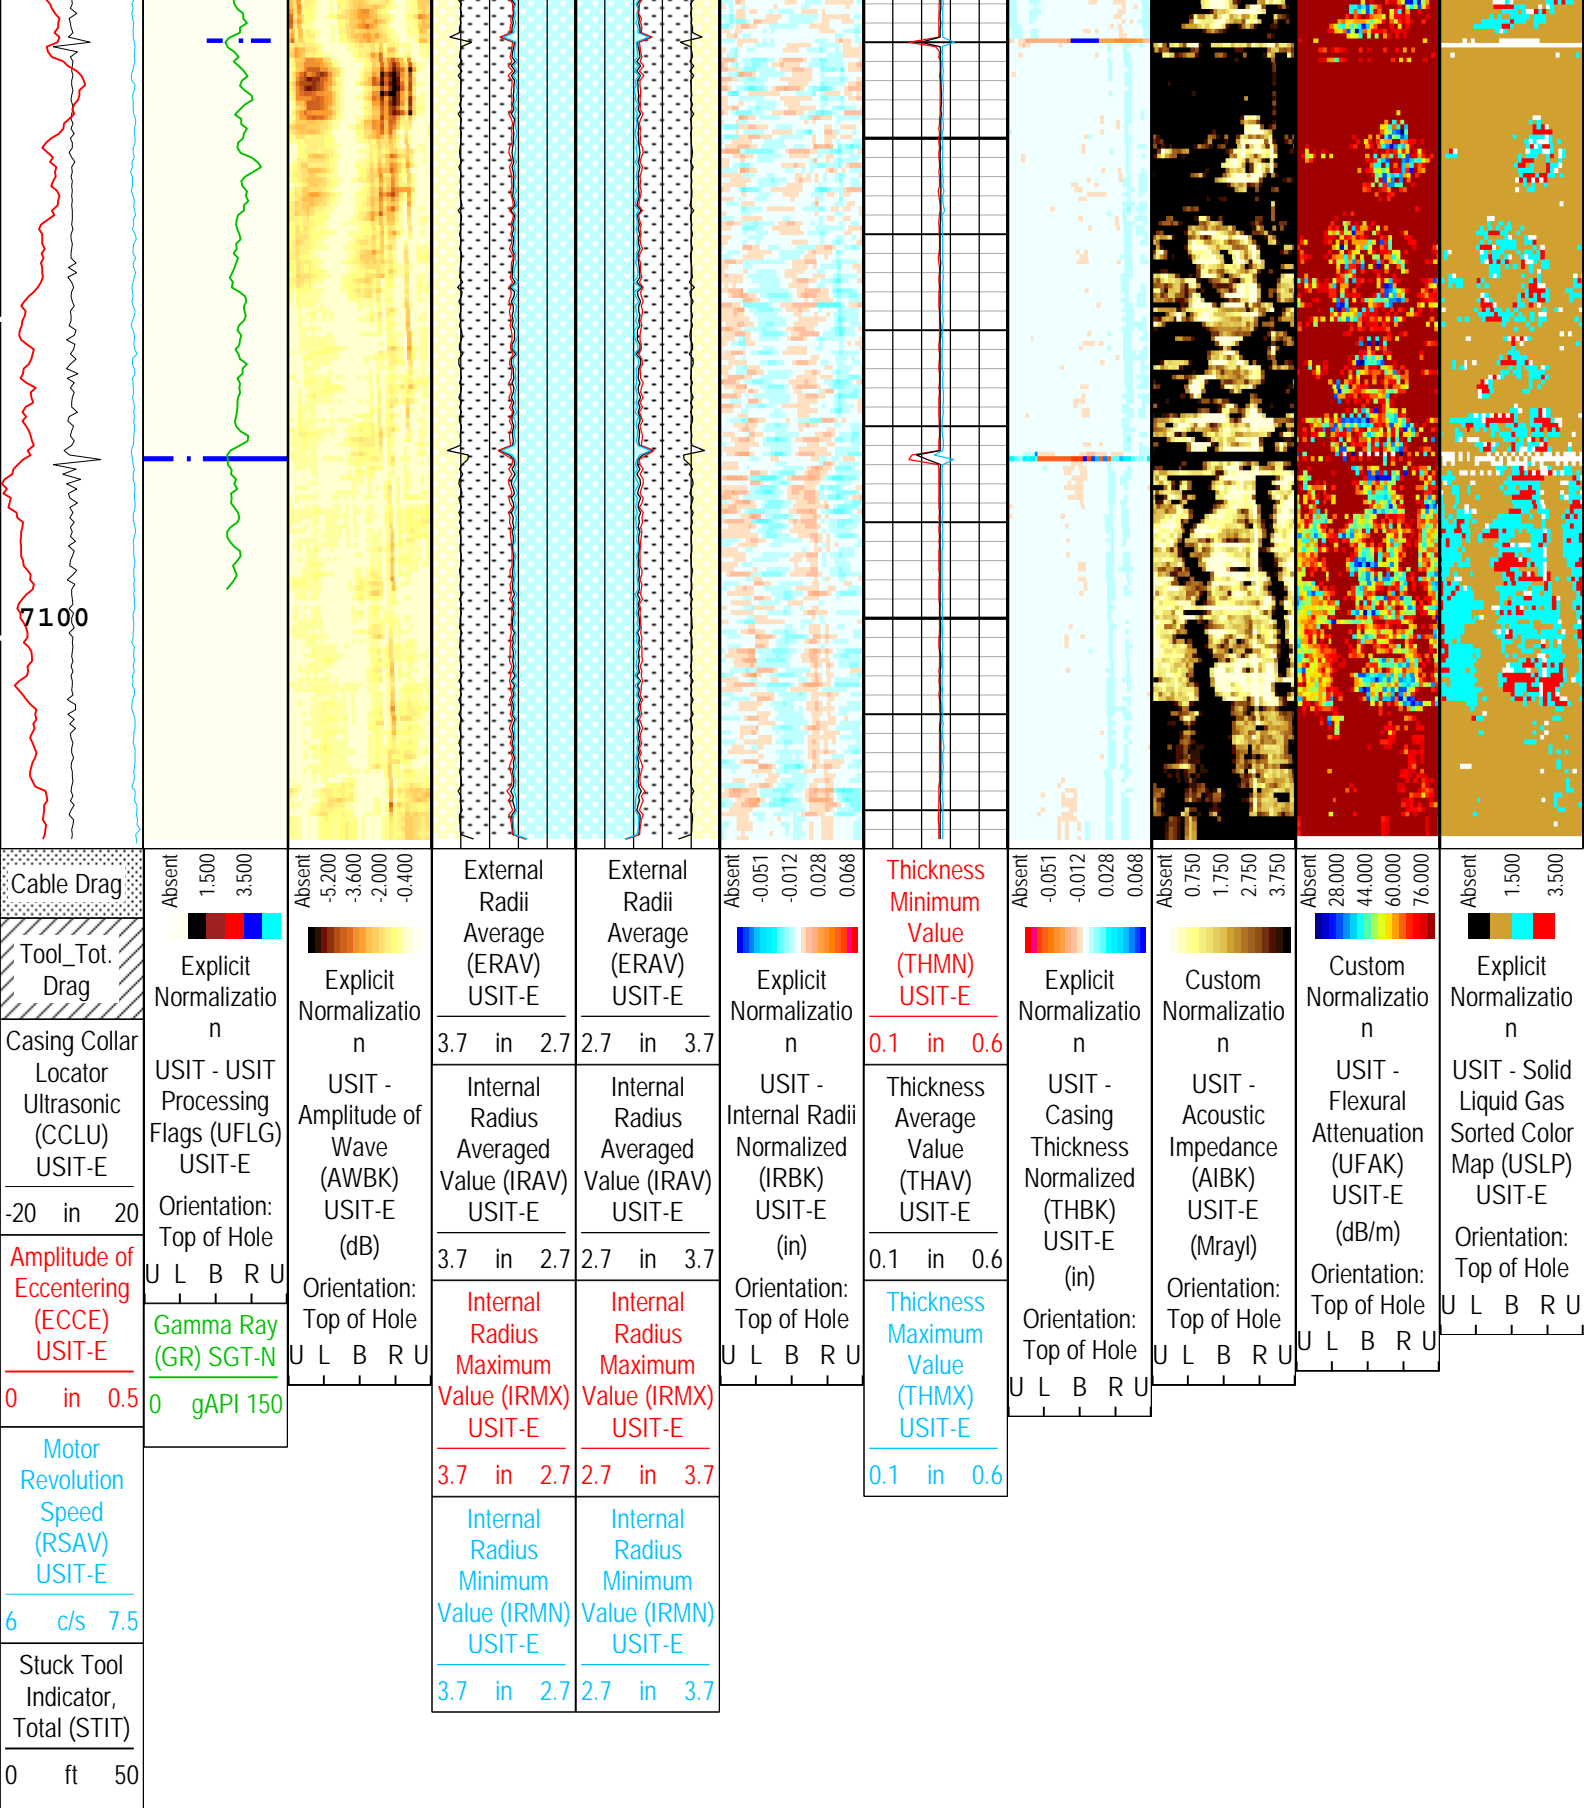 7100
Cable Drag
Tool_Tot.
Drag
Casing Collar
Locator
Ultrasonic
(CCLU)
USIT-E
-20 in 20
Amplitude of
Eccentering
(ECCE)
USIT-E
0 in 0.5
Motor
Revolution
Speed
(RSAV)
USIT-E
6 c/s 7.5
Stuck Tool
Indicator,
Total (STIT)
0 ft 50
Absent 1.500 3.500
Explicit
Normalizatio
n
USIT - USIT
Processing
Flags (UFLG)
USIT-E
Orientation:
Top of Hole
U L B R U
Gamma Ray
(GR) SGT-N
0 gAPI 150
Absent -5.200 -3.600 -2.000 -0.400
Explicit
Normalizatio
n
USIT -
Amplitude of
Wave
(AWBK)
USIT-E
(dB)
Orientation:
Top of Hole
U L B R U
External
Radii
Average
(ERAV)
USIT-E
3.7 in 2.7
Internal
Radius
Averaged
Value (IRAV)
USIT-E
3.7 in 2.7
Internal
Radius
Maximum
Value (IRMX)
USIT-E
3.7 in 2.7
Internal
Radius
Minimum
Value (IRMN)
USIT-E
3.7 in 2.7
External
Radii
Average
(ERAV)
USIT-E
2.7 in 3.7
Internal
Radius
Averaged
Value (IRAV)
USIT-E
2.7 in 3.7
Internal
Radius
Maximum
Value (IRMX)
USIT-E
2.7 in 3.7
Internal
Radius
Minimum
Value (IRMN)
USIT-E
2.7 in 3.7
Absent -0.051 -0.012 0.028 0.068
Explicit
Normalizatio
n
USIT -
Internal Radii
Normalized
(IRBK)
USIT-E
(in)
Orientation:
Top of Hole
U L B R U
Thickness
Minimum
Value
(THMN)
USIT-E
0.1 in 0.6
Thickness
Average
Value
(THAV)
USIT-E
0.1 in 0.6
Thickness
Maximum
Value
(THMX)
USIT-E
0.1 in 0.6
Absent -0.051 -0.012 0.028 0.068
Explicit
Normalizatio
n
USIT -
Casing
Thickness
Normalized
(THBK)
USIT-E
(in)
Orientation:
Top of Hole
U L B R U
Absent 0.750 1.750 2.750 3.750
Custom
Normalizatio
n
USIT -
Acoustic
Impedance
(AIBK)
USIT-E
(Mrayl)
Orientation:
Top of Hole
U L B R U
Absent 28.000 44.000 60.000 76.000
Custom
Normalizatio
n
USIT -
Flexural
Attenuation
(UFAK)
USIT-E
(dB/m)
Orientation:
Top of Hole
U L B R U
Absent 1.500 3.500
Explicit
Normalizatio
n
USIT - Solid
Liquid Gas
Sorted Color
Map (USLP)
USIT-E
Orientation:
Top of Hole
U L B R U